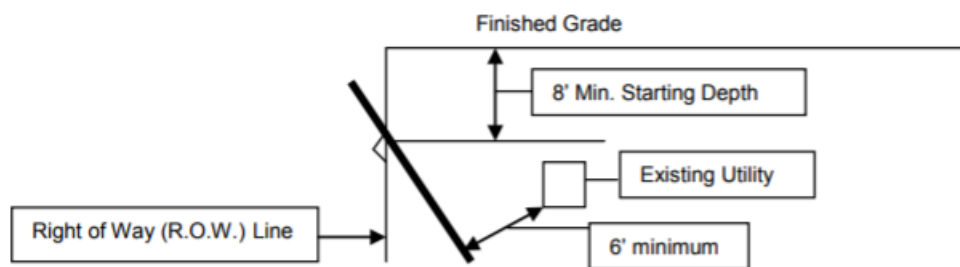 Finished Grade
8’ Min. Starting Depth
Existing Utility
Right of Way (R.O.W.) Line
6’ minimum